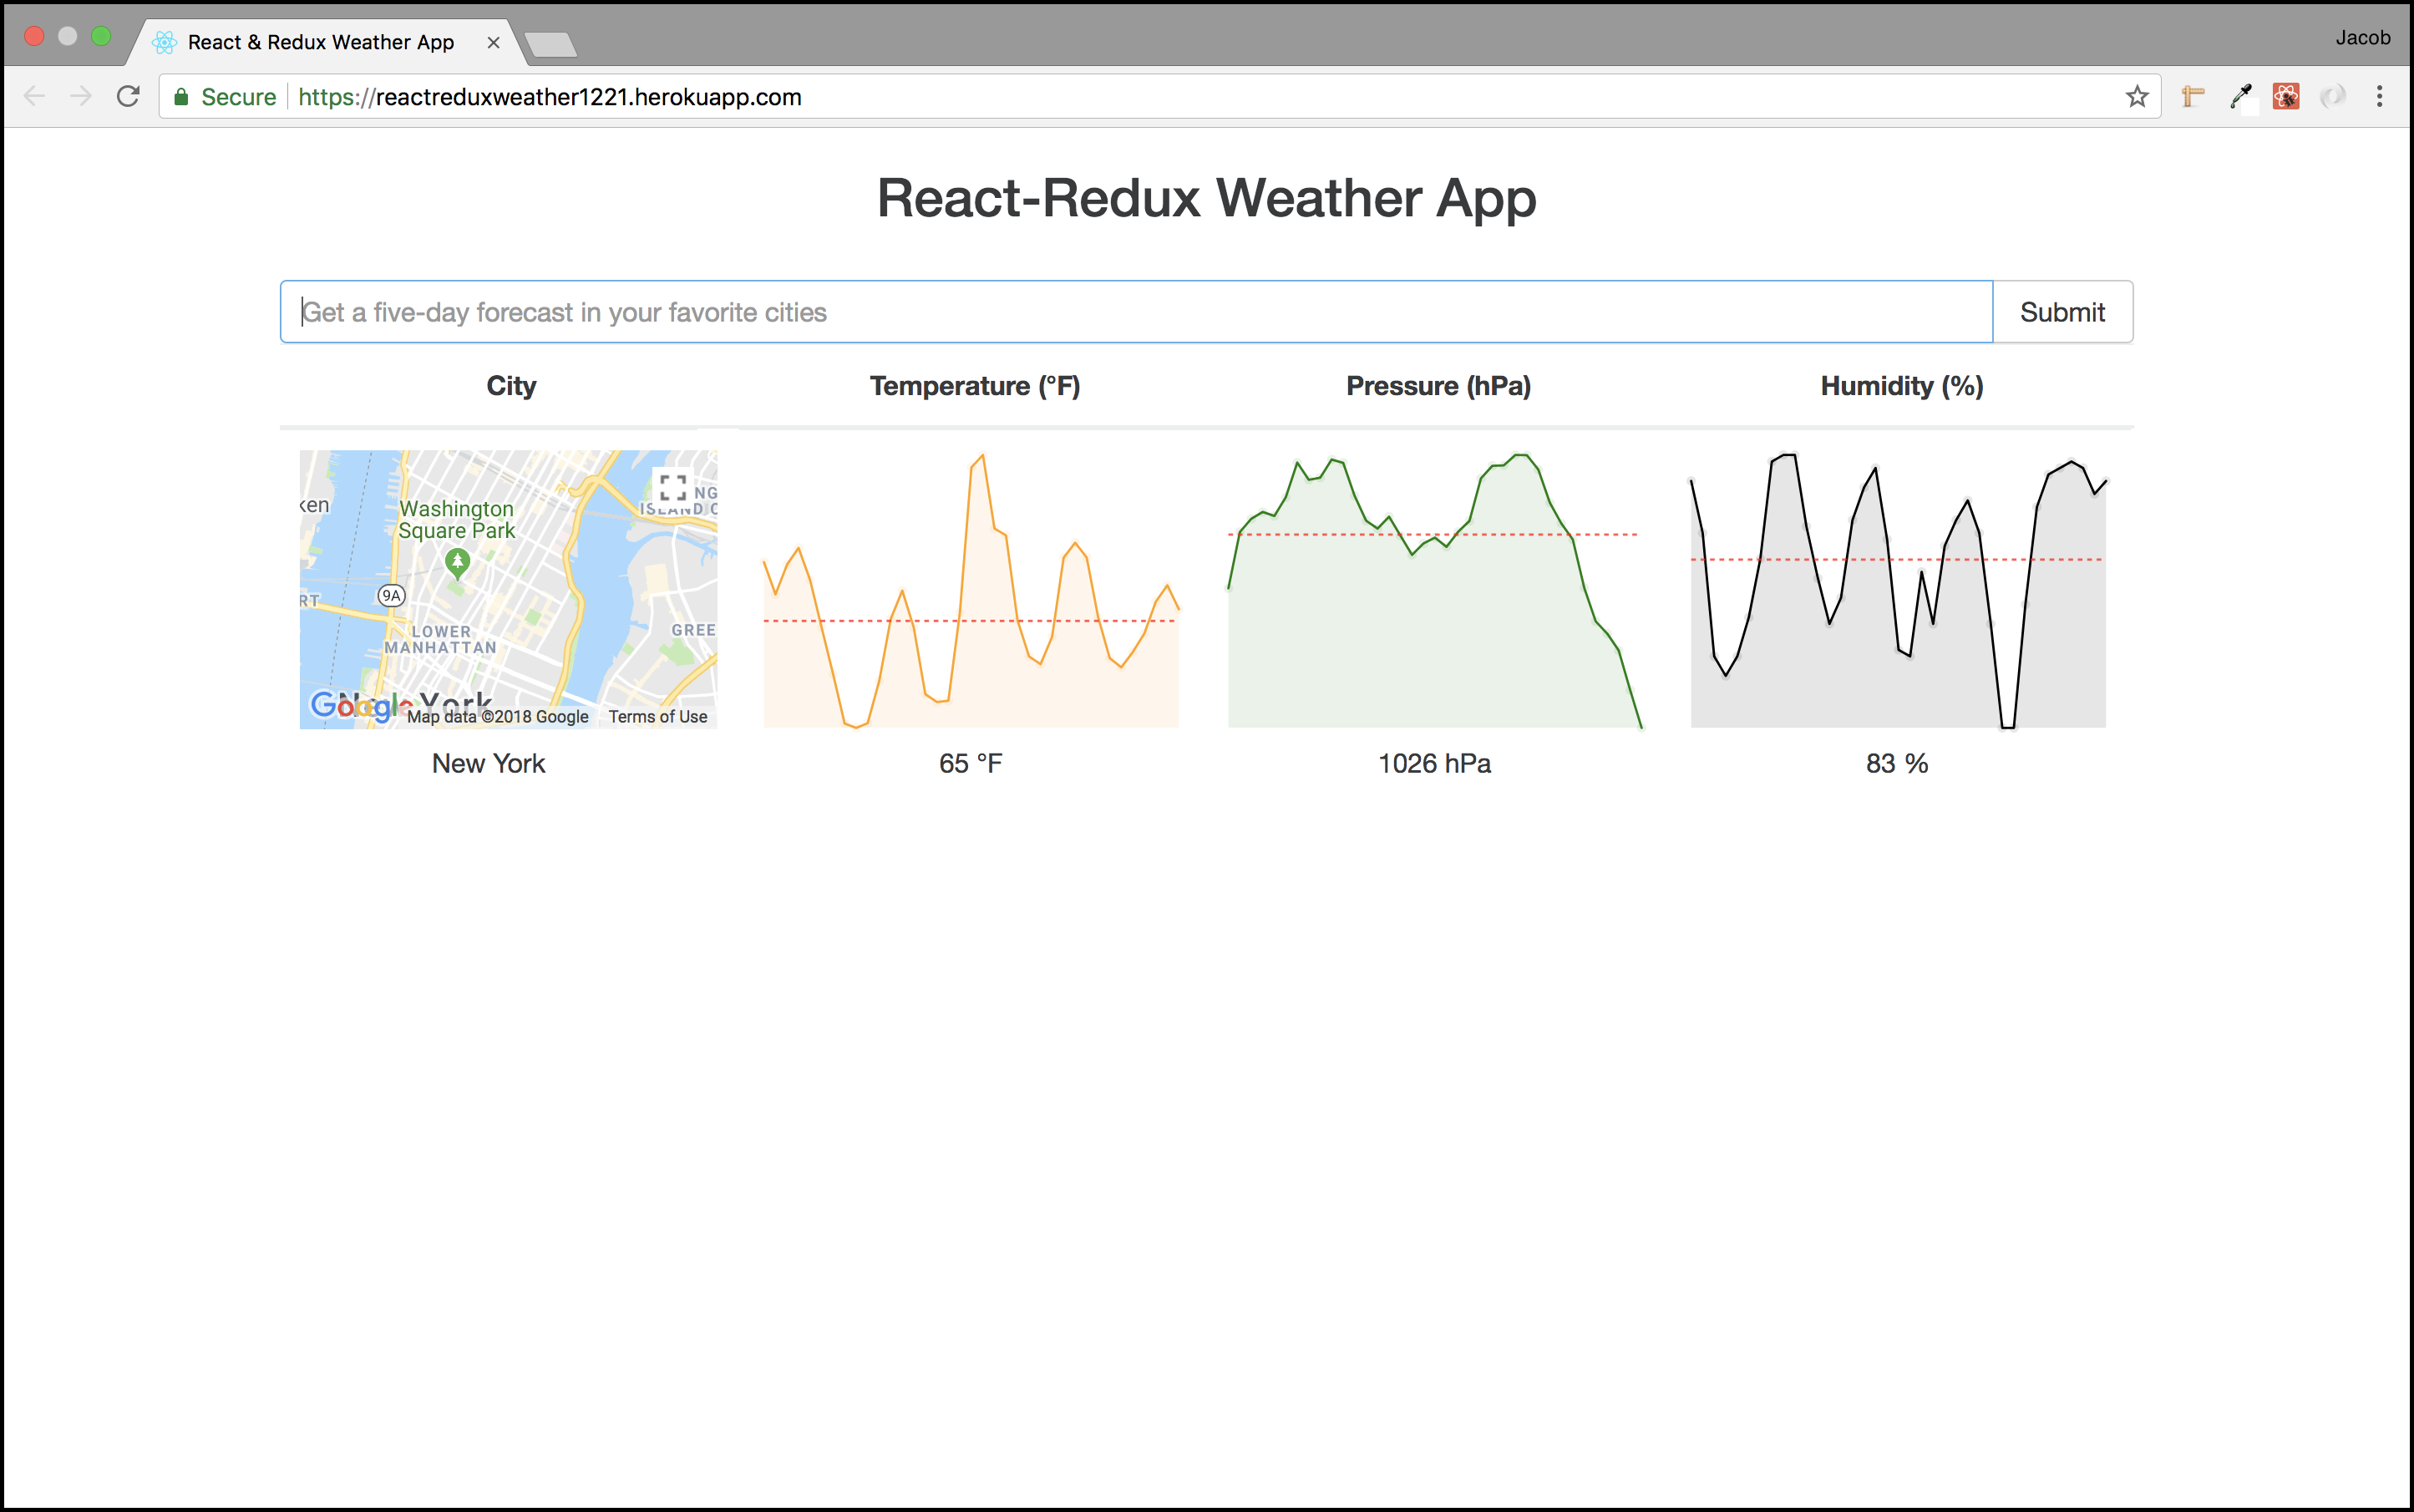 React & Redux Weather App
Jacob
Secure https://reactreduxweather1221.herokuapp.com
React-Redux Weather App
Get a five-day forecast in your favorite cities
Submit
City Temperature (°F) Pressure (hPa) Humidity (%)
NG
ken
ISLAND C
Washington
Square Park
9A
RT
LOWER
MANHATTAN
GREE
Google
New York
Map data ©2018 Google Terms of Use
New York 65 °F 1026 hPa 83 %